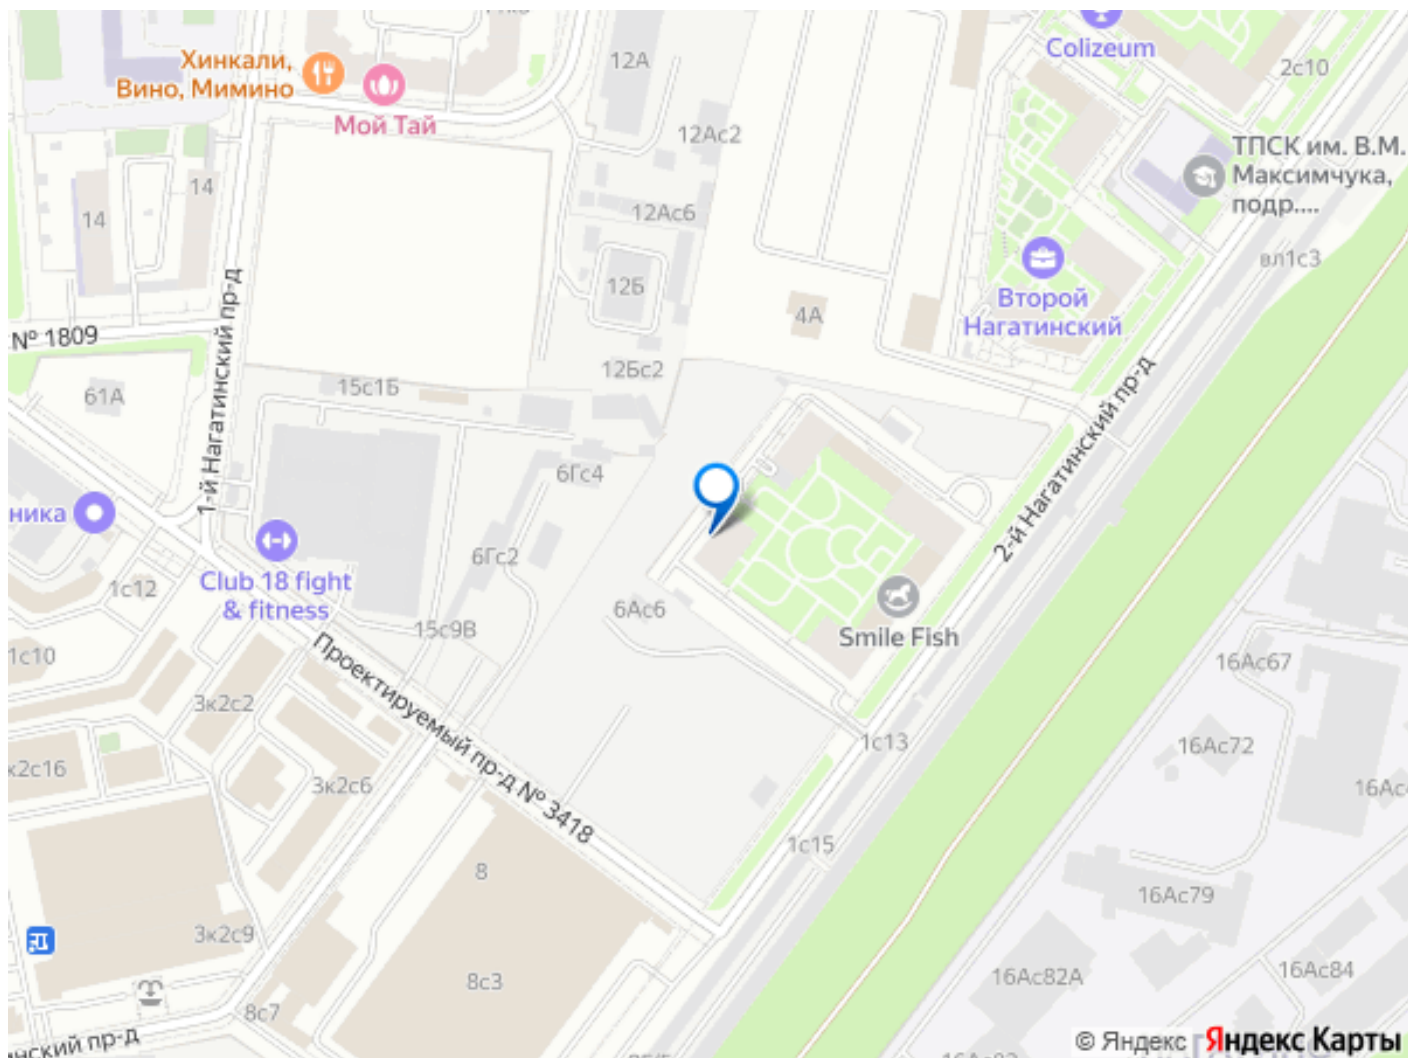 12А
Colizeum
2с10
Хинкали,
Вино, Мимино
Мой Тай
12Ас2
ТПСК им. В.М.
Максимчука,
подр....
14
14
12Ас6
вл1с3
12Б
Второй
Нагатинский
4А
№ 1809
1-й Нагатинский пр-д
12Бс2
15с1Б
61А
2-й Нагатинский пр-д
6Гс4
ника
6Гс2
Club 18 fight
& fitness
1с12
6Ас6
Smile Fish
15с9В
1с10
16Ас67
Проектируемый пр-д № 3418
3к2с2
1с13
16Ас72
к2с16
3к2с6
16Ас
1с15
8
16Ас79
3к2с9
8с3
16Ас82А
16Ас84
8с7
нский пр-д
© Яндекс Яндекс Карты